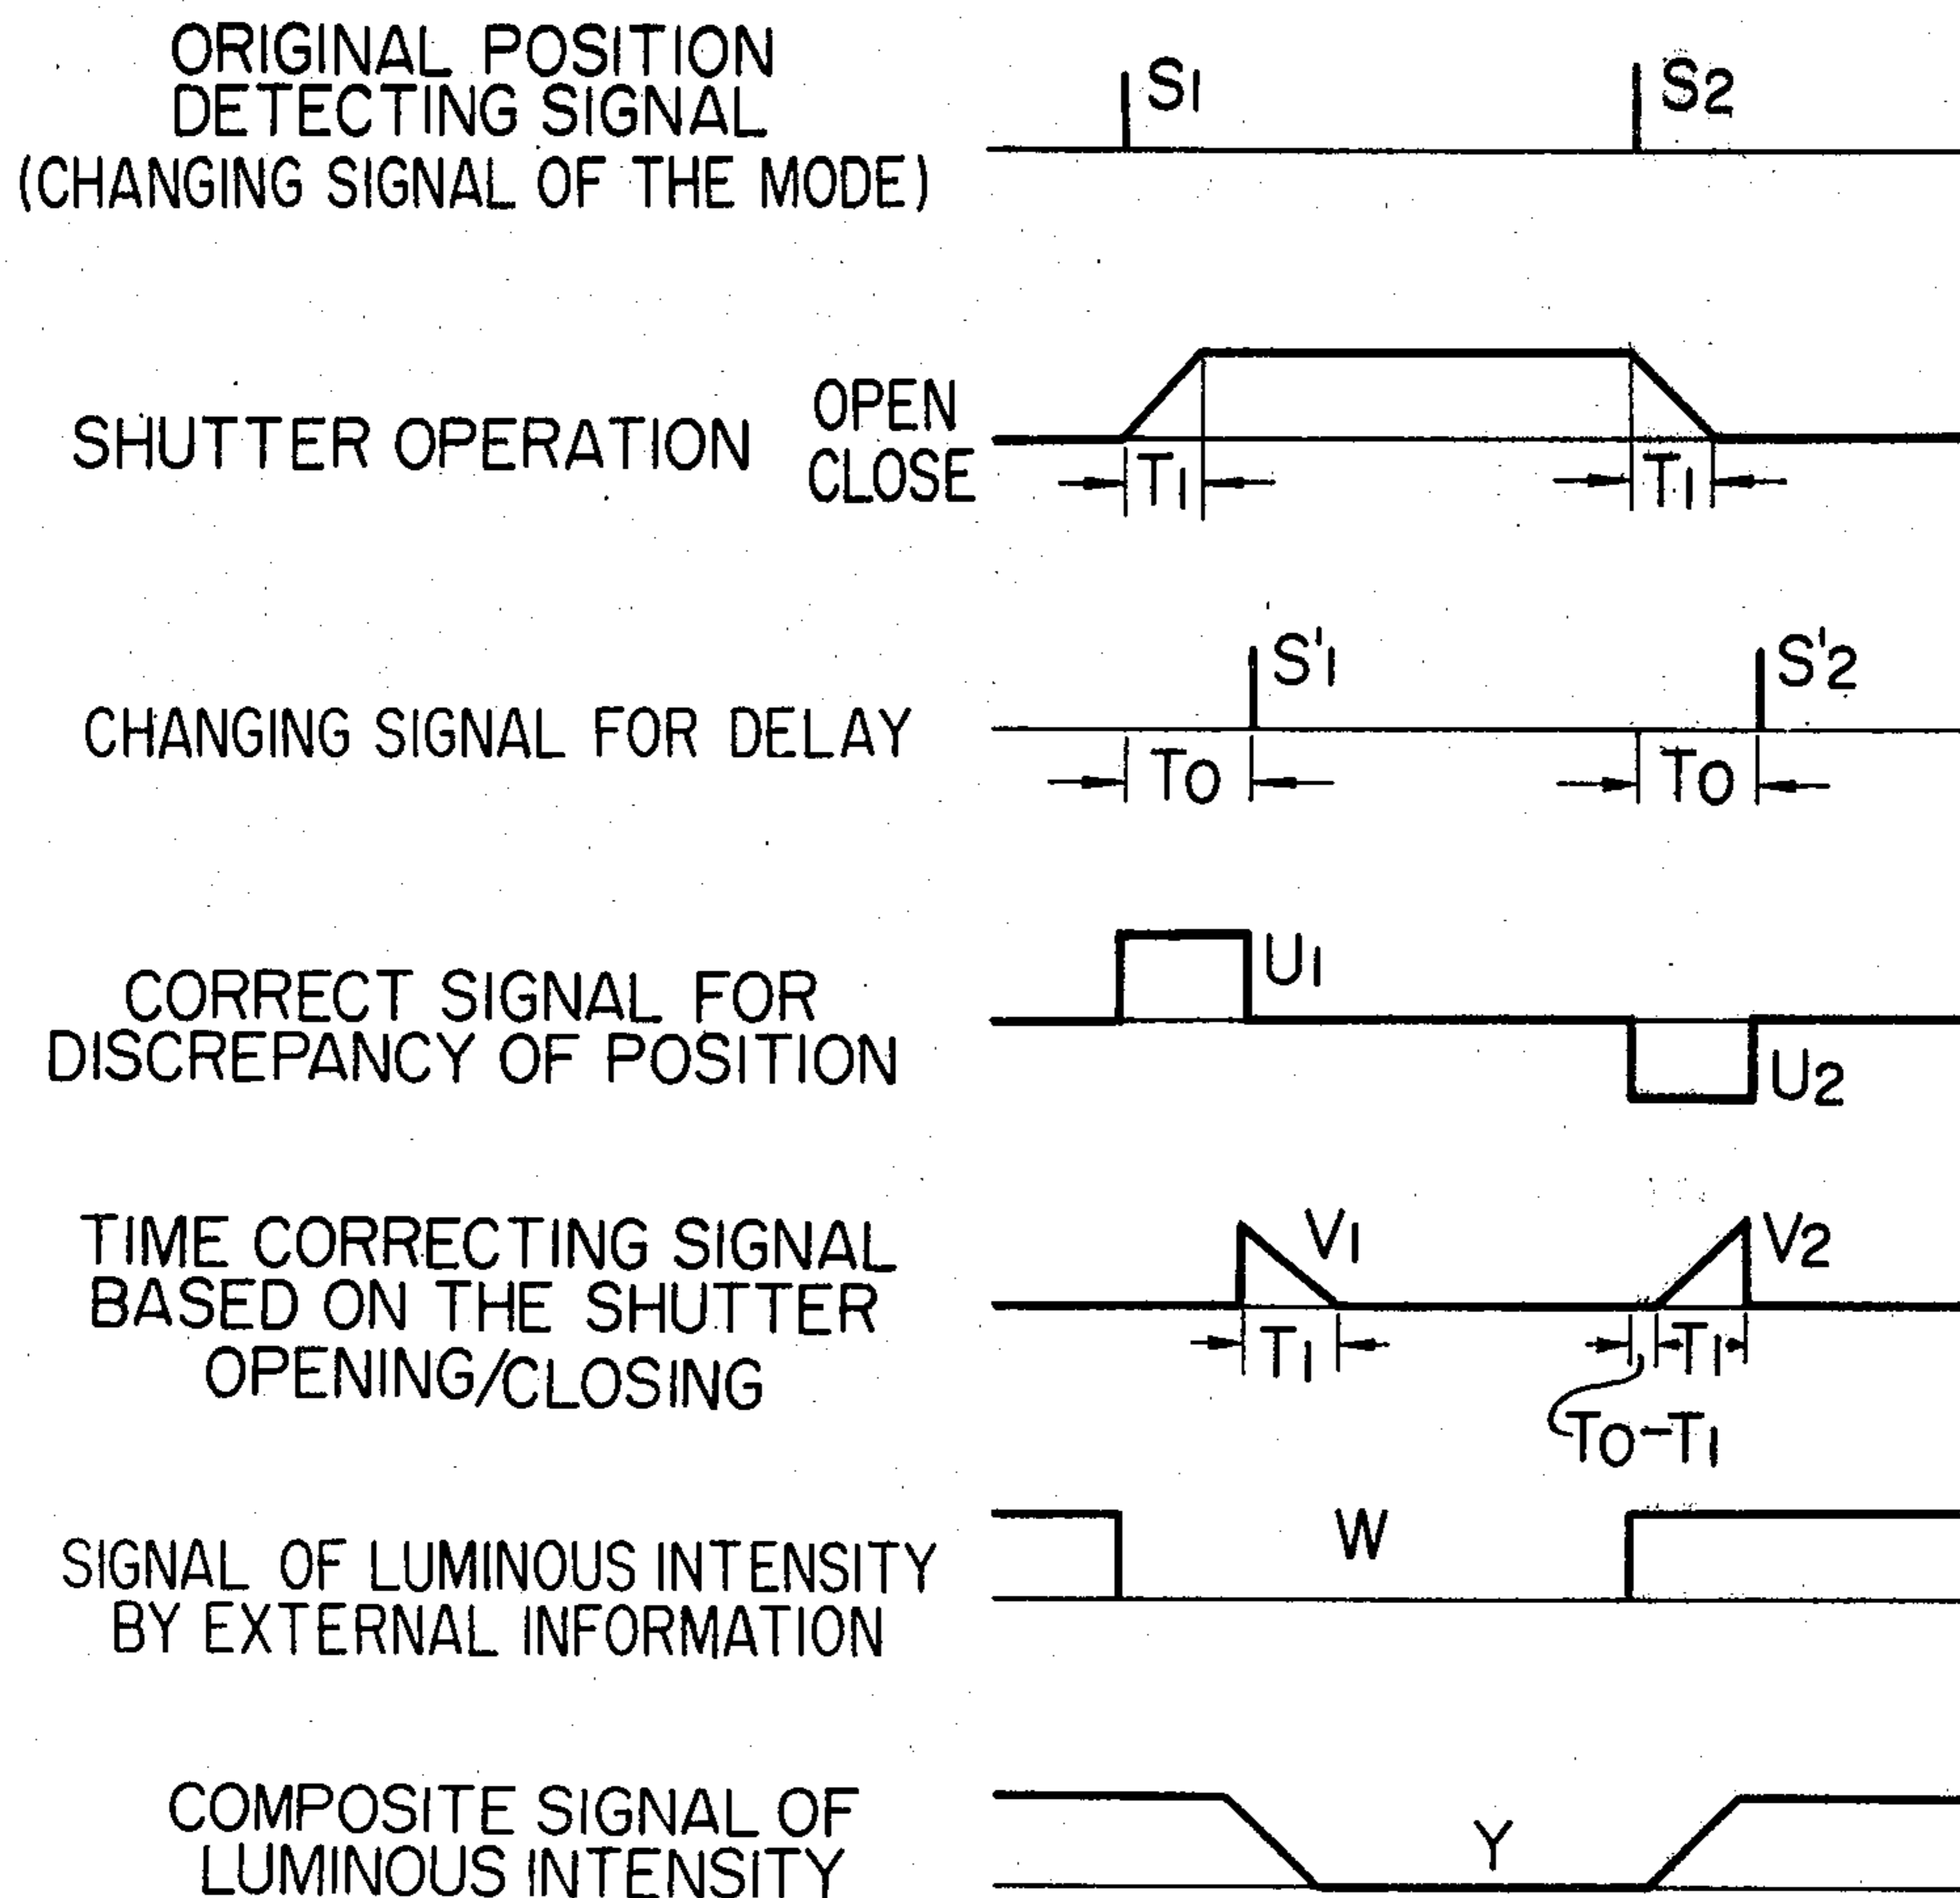 ORIGINAL POSITION
DETECTING SIGNAL
(CHANGING SIGNAL OF THE MODE)
S1
S2
SHUTTER OPERATION
OPEN
CLOSE
T1
T1
CHANGING SIGNAL FOR DELAY
S'1
S'2
T0
T0
CORRECT SIGNAL FOR
DISCREPANCY OF POSITION
U1
U2
TIME CORRECTING SIGNAL
BASED ON THE SHUTTER
OPENING/CLOSING
V1
V2
T1
T1
T0-T1
SIGNAL OF LUMINOUS INTENSITY
BY EXTERNAL INFORMATION
W
COMPOSITE SIGNAL OF
LUMINOUS INTENSITY
Y